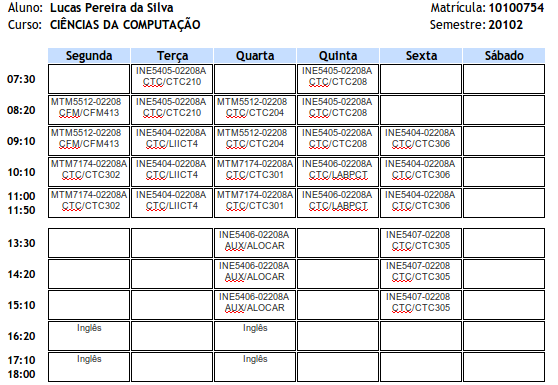 Aluno: Lucas Pereira da Silva Matrícula: 10100754
Curso: CIÊNCIAS DA COMPUTAÇÃO Semestre: 20102
Segunda Terça Quarta Quinta Sexta Sábado
07:30 INE5405-02208A INE5405-02208A
CTC/CTC210 CTC/CTC208
08:20 MTM5512-02208 INE5405-02208A MTM5512-02208 INE5405-02208A
CFM/CFM413 CTC/CTC210 CTC/CTC204 CTC/CTC208
09:10 MTM5512-02208 INE5404-02208A MTM5512-02208 INE5405-02208A INE5404-02208A
CFM/CFM413 CTC/LIICT4 CTC/CTC204 CTC/CTC208 CTC/CTC306
10:10 MTM7174-02208A INE5404-02208A MTM7174-02208A INE5406-02208A INE5404-02208A
CTC/CTC302 CTC/LIICT4 CTC/CTC301 CTC/LABPCT CTC/CTC306
11:00 MTM7174-02208A INE5404-02208A MTM7174-02208A INE5406-02208A INE5404-02208A
11:50 CTC/CTC302 CTC/LIICT4 CTC/CTC301 CTC/LABPCT CTC/CTC306
13:30 INE5406-02208A INE5407-02208
AUX/ALOCAR CTC/CTC305
14:20 INE5406-02208A INE5407-02208
AUX/ALOCAR CTC/CTC305
15:10 INE5406-02208A INE5407-02208
AUX/ALOCAR CTC/CTC305
16:20 Inglês Inglês
17:10 Inglês Inglês
18:00